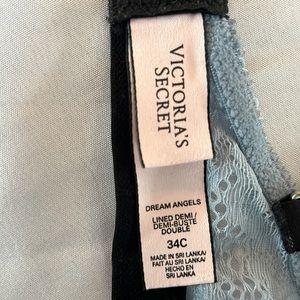 VICTORIA'S
SECRET
DREAM ANGELS
LINED DEMI /
DEMI-BUSTE
DOUBLÉ
34C
MADE IN SRI LANKA/
FAIT AU SRI LANKA/
HECHO EN
SRI LANKA